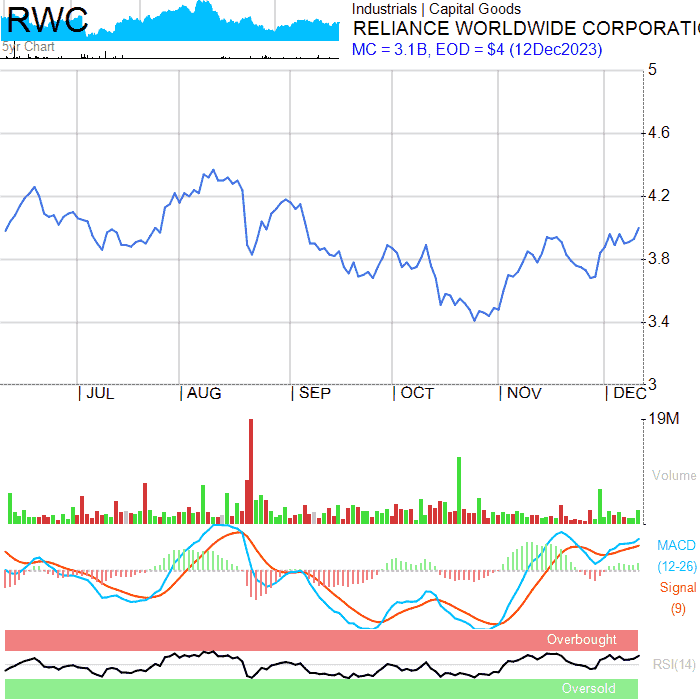 RWC
5yr Chart
Industrials | Capital Goods
RELIANCE WORLDWIDE CORPORATI
MC = 3.1B, EOD = $4 (12Dec2023)
5
4.6
4.2
3.8
3.4
3
| JUL | AUG | SEP | OCT | NOV | DEC
19M
Volume
MACD
(12-26)
Signal
(9)
Overbought
RSI(14)
Oversold